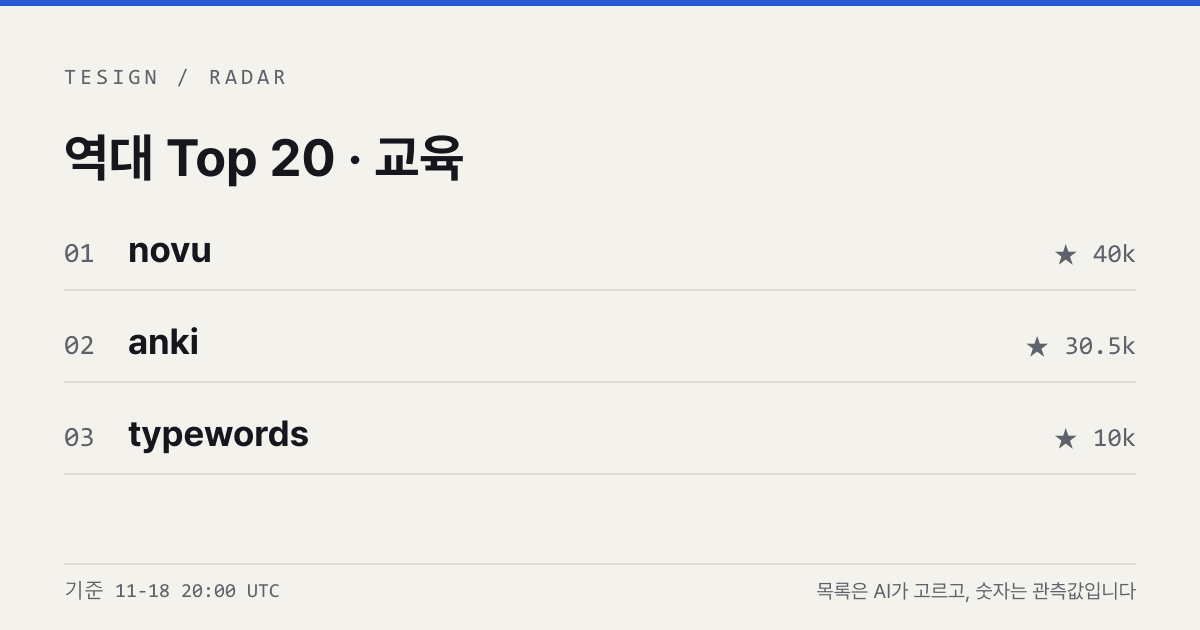 TESIGN / RADAR
역대 Top 20 · 교육
01 novu ★ 40k
02 anki ★ 30.5k
03 typewords ★ 10k
기준 11-18 20:00 UTC 목록은 AI가 고르고, 숫자는 관측값입니다